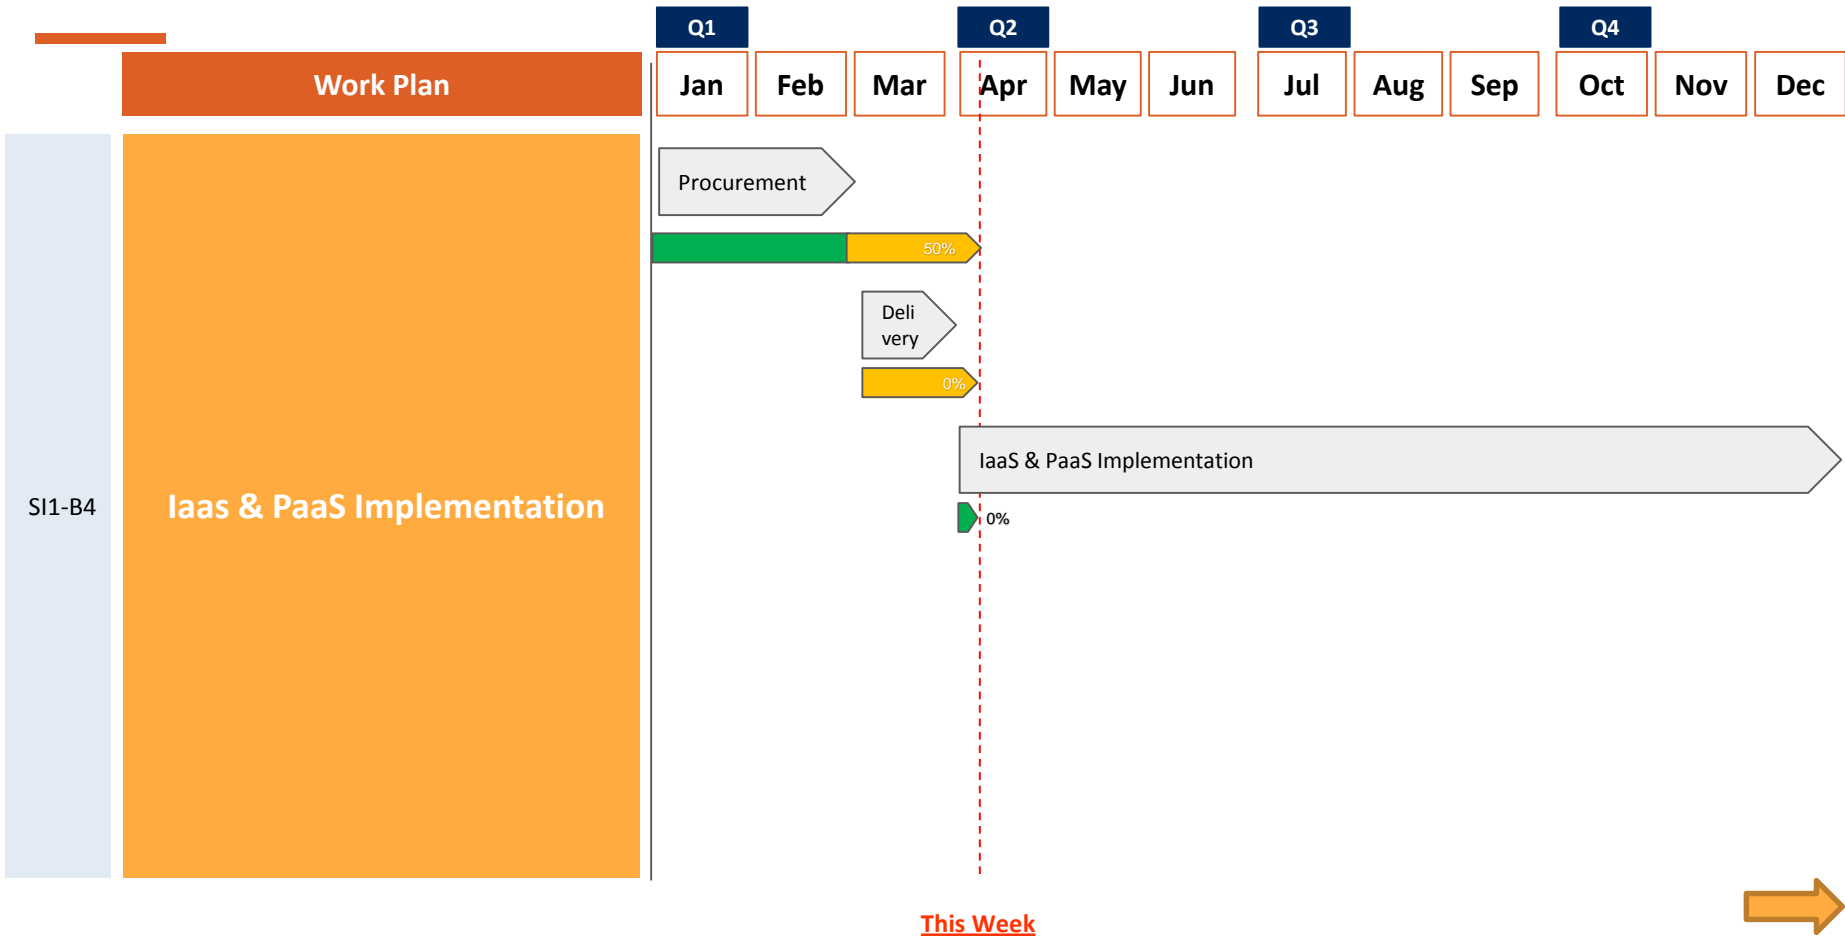 Q1 Q2 Q3 Q4
Work Plan Jan Feb Mar Apr May Jun Jul Aug Sep Oct Nov Dec
Procurement
50%
Deli
very
0%
IaaS & PaaS Implementation
SI1-B4 Iaas & PaaS Implementation
0%
This Week